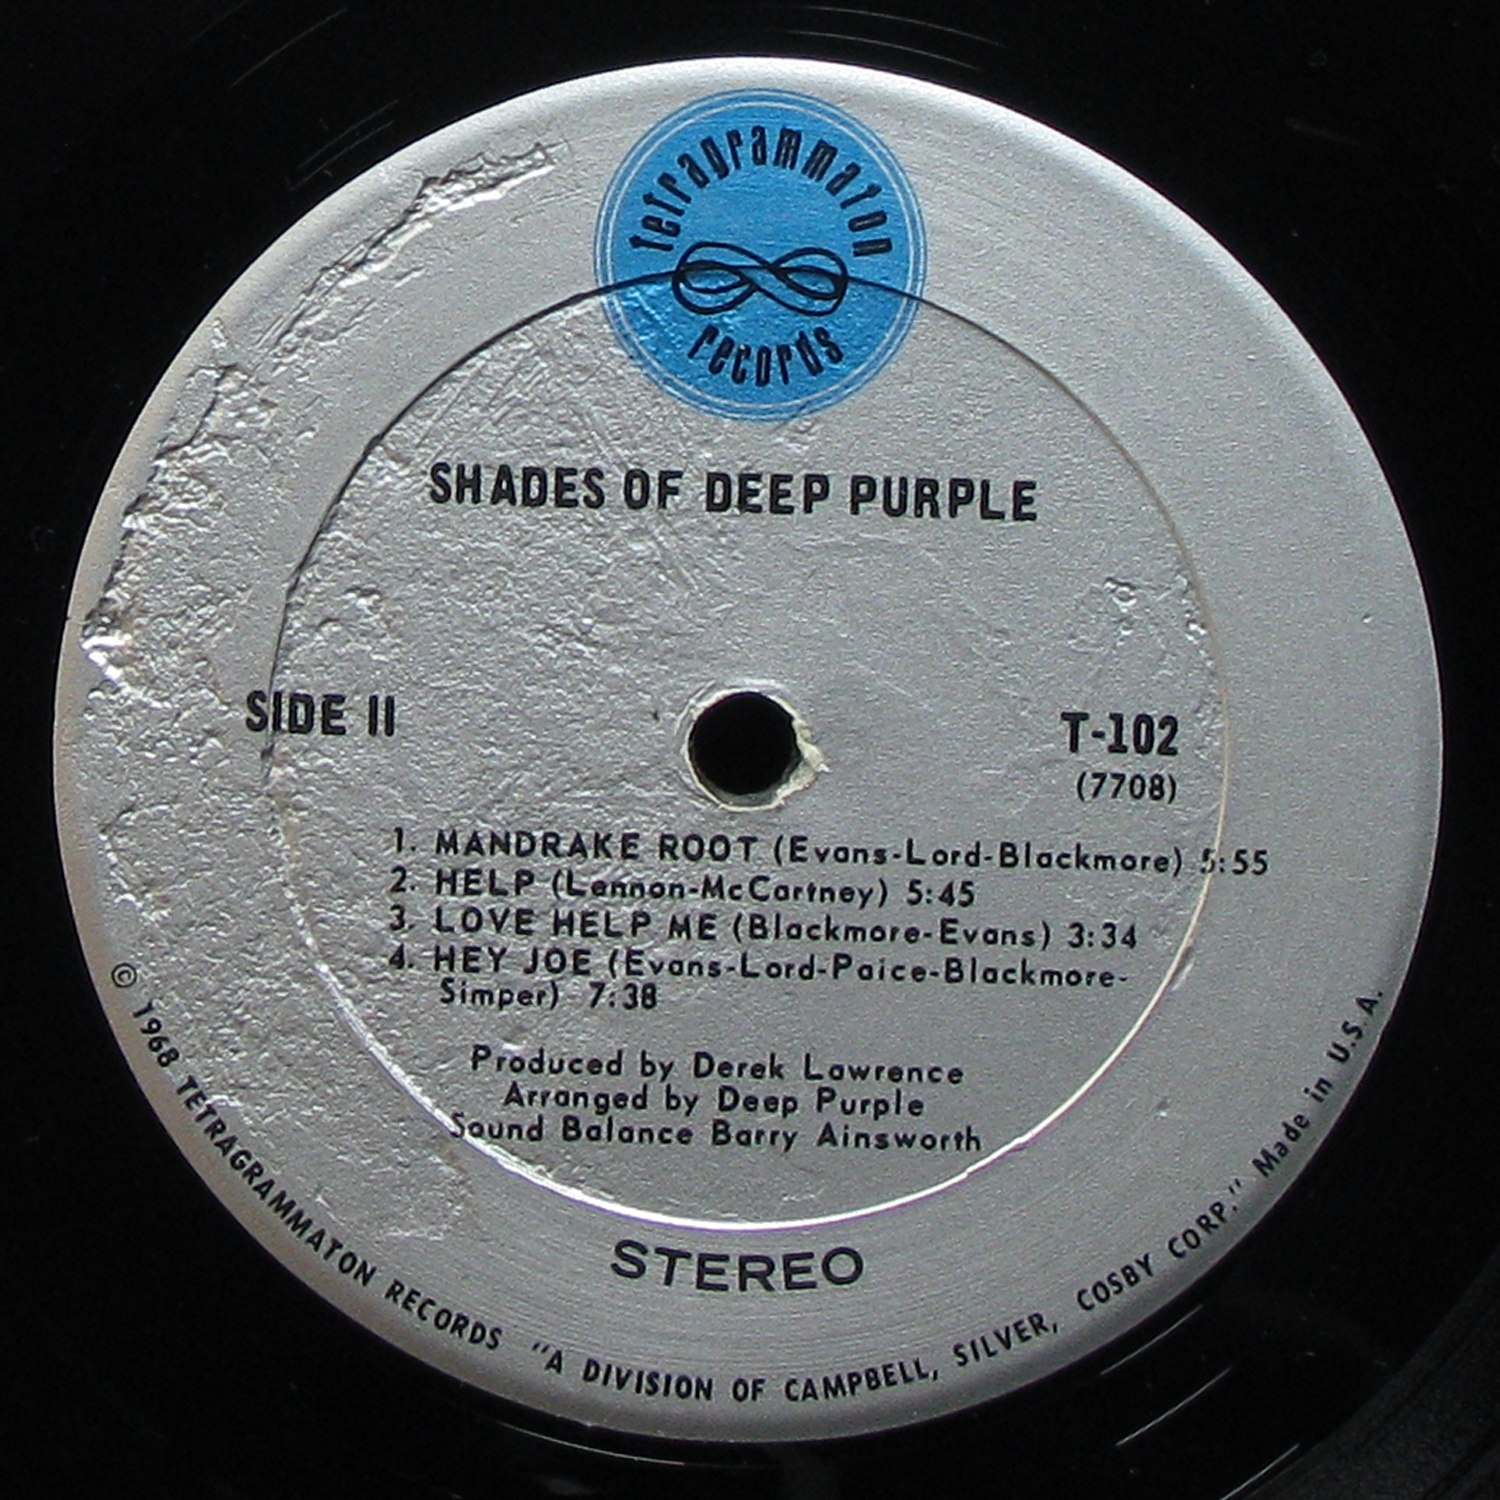 tetragrammaton
records
SHADES OF DEEP PURPLE
SIDE II
T-102
(7708)
1. MANDRAKE ROOT (Evans-Lord-Blackmore) 5:55
2. HELP (Lennon-McCartney) 5:45
3. LOVE HELP ME (Blackmore-Evans) 3:34
4. HEY JOE (Evans-Lord-Paice-Blackmore-
Simper) 7:38
Produced by Derek Lawrence
Arranged by Deep Purple
Sound Balance Barry Ainsworth
STEREO
© 1968 TETRAGRAMMATON RECORDS "A DIVISION OF CAMPBELL, SILVER, COSBY CORP." Made in U.S.A.